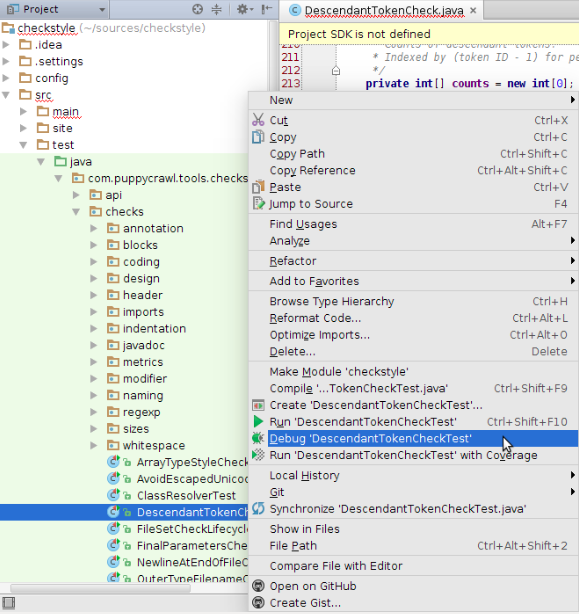 Project
DescendantTokenCheck.java
checkstyle (~/sources/checkstyle)
Project SDK is not defined
.idea
.settings
config
src
main
site
test
java
com.puppycrawl.tools.checks
api
checks
annotation
blocks
coding
design
header
imports
indentation
javadoc
metrics
modifier
naming
regexp
sizes
whitespace
ArrayTypeStyleCheck
AvoidEscapedUnicod
ClassResolverTest
DescendantTokenCh
FileSetCheckLifecycl
FinalParametersChe
NewlineAtEndOfFileC
OuterTypeFilenameC
210 counts of descendant tokens.
211 * Indexed by (token ID - 1) for pe
212 */
213 private int[] counts = new int[0];
New
Cut Ctrl+X
Copy Ctrl+C
Copy Path Ctrl+Shift+C
Copy Reference Ctrl+Alt+Shift+C
Paste Ctrl+V
Jump to Source F4
Find Usages Alt+F7
Analyze
Refactor
Add to Favorites
Browse Type Hierarchy Ctrl+H
Reformat Code... Ctrl+Alt+L
Optimize Imports... Ctrl+Alt+O
Delete... Delete
Make Module 'checkstyle'
Compile '...TokenCheckTest.java' Ctrl+Shift+F9
Create 'DescendantTokenCheckTest'...
Run 'DescendantTokenCheckTest' Ctrl+Shift+F10
Debug 'DescendantTokenCheckTest'
Run 'DescendantTokenCheckTest' with Coverage
Local History
Git
Synchronize 'DescendantTokenCheckTest.java'
Show in Files
File Path Ctrl+Alt+Shift+2
Compare File with Editor
Open on GitHub
Create Gist...